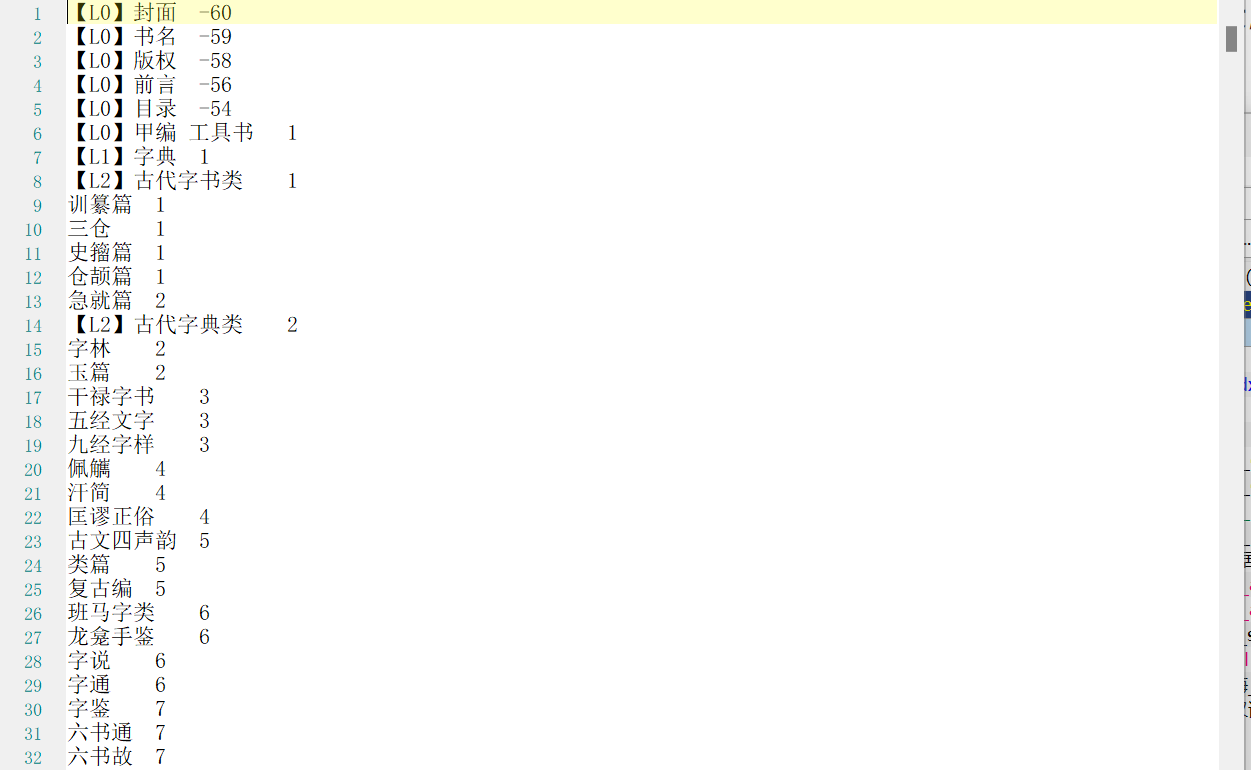 1 【L0】封面 -60
2 【L0】书名 -59
3 【L0】版权 -58
4 【L0】前言 -56
5 【L0】目录 -54
6 【L0】甲编 工具书 1
7 【L1】字典 1
8 【L2】古代字书类 1
9 训纂篇 1
10 三仓 1
11 史籀篇 1
12 仓颉篇 1
13 急就篇 2
14 【L2】古代字典类 2
15 字林 2
16 玉篇 2
17 干禄字书 3
18 五经文字 3
19 九经字样 3
20 佩觿 4
21 汗简 4
22 匡谬正俗 4
23 古文四声韵 5
24 类篇 5
25 复古编 5
26 班马字类 6
27 龙龛手鉴 6
28 字说 6
29 字通 6
30 字鉴 7
31 六书通 7
32 六书故 7